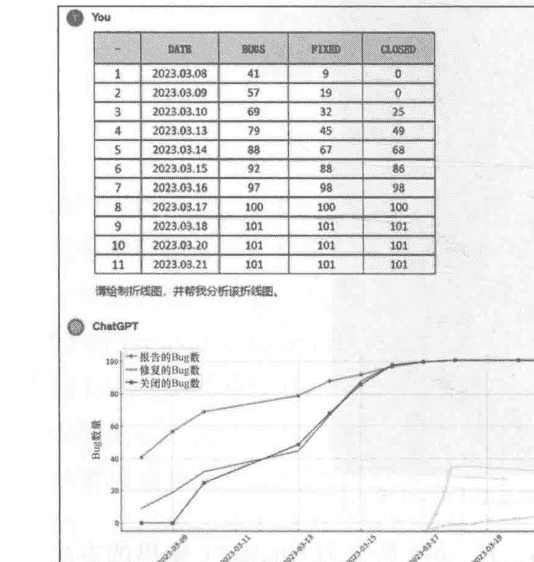 You
- DATE BUGS FIXED CLOSED
1 2023.03.08 41 9 0
2 2023.03.09 57 19 0
3 2023.03.10 69 32 25
4 2023.03.13 79 45 49
5 2023.03.14 88 67 68
6 2023.03.15 92 88 86
7 2023.03.16 97 98 98
8 2023.03.17 100 100 100
9 2023.03.18 101 101 101
10 2023.03.20 101 101 101
11 2023.03.21 101 101 101
请绘制折线图，并帮我分析该折线图。
ChatGPT
报告的Bug数
修复的Bug数
关闭的Bug数
Bug数量
100
80
60
40
20
0